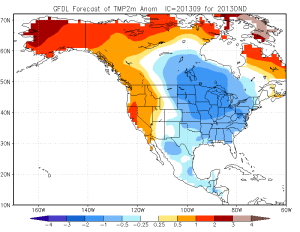 GFDL Forecast of TMP2m Anom IC=201309 for 2013OND
70N
60N
50N
40N
30N
20N
10N
160W 140W 120W 100W 80W 60W
-4 -3 -2 -1 -0.5 -0.25 0.25 0.5 1 2 3 4